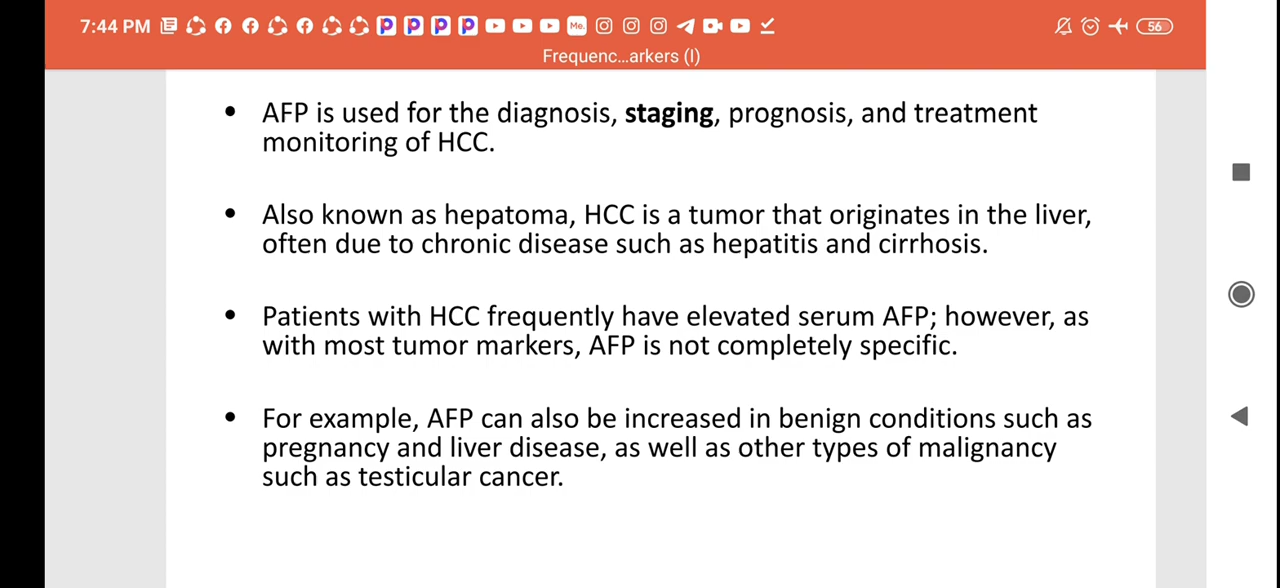 7:44 PM
Me.
56
Frequenc...arkers (I)
• AFP is used for the diagnosis, staging, prognosis, and treatment
monitoring of HCC.
• Also known as hepatoma, HCC is a tumor that originates in the liver,
often due to chronic disease such as hepatitis and cirrhosis.
• Patients with HCC frequently have elevated serum AFP; however, as
with most tumor markers, AFP is not completely specific.
• For example, AFP can also be increased in benign conditions such as
pregnancy and liver disease, as well as other types of malignancy
such as testicular cancer.